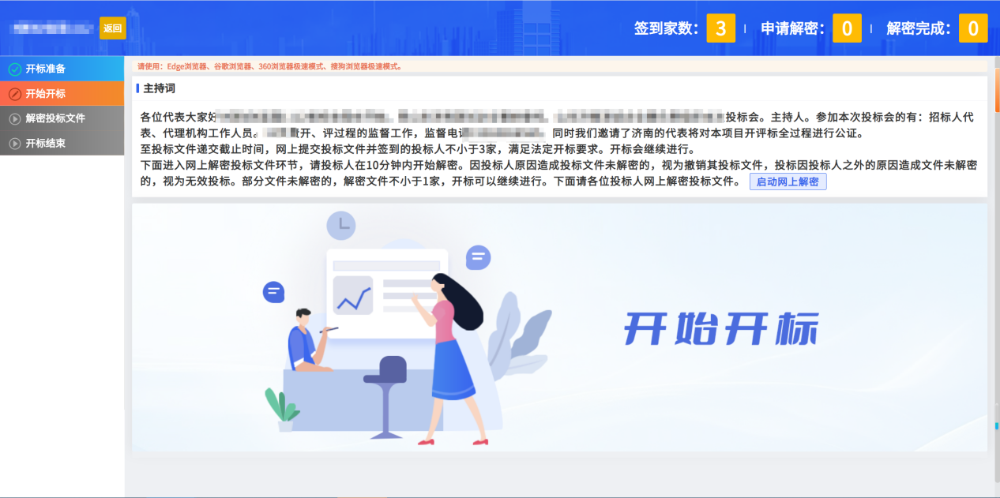 返回
签到家数： 3
申请解密： 0
解密完成： 0
开标准备
开始开标
解密投标文件
开标结束
请使用：Edge浏览器、谷歌浏览器、360浏览器极速模式、搜狗浏览器极速模式。
主持词
各位代表大家好 投标会。主持人。参加本次投标会的有：招标人代
表、代理机构工作人员。 开、评过程的监督工作，监督电 同时我们邀请了济南的代表将对本项目开评标全过程进行公证。
至投标文件递交截止时间，网上提交投标文件并签到的投标人不小于3家，满足法定开标要求。开标会继续进行。
下面进入网上解密投标文件环节，请投标人在10分钟内开始解密。因投标人原因造成投标文件未解密的，视为撤销其投标文件，投标因投标人之外的原因造成文件未解密
的，视为无效投标。部分文件未解密的，解密文件不小于1家，开标可以继续进行。下面请各位投标人网上解密投标文件。 启动网上解密
开始开标